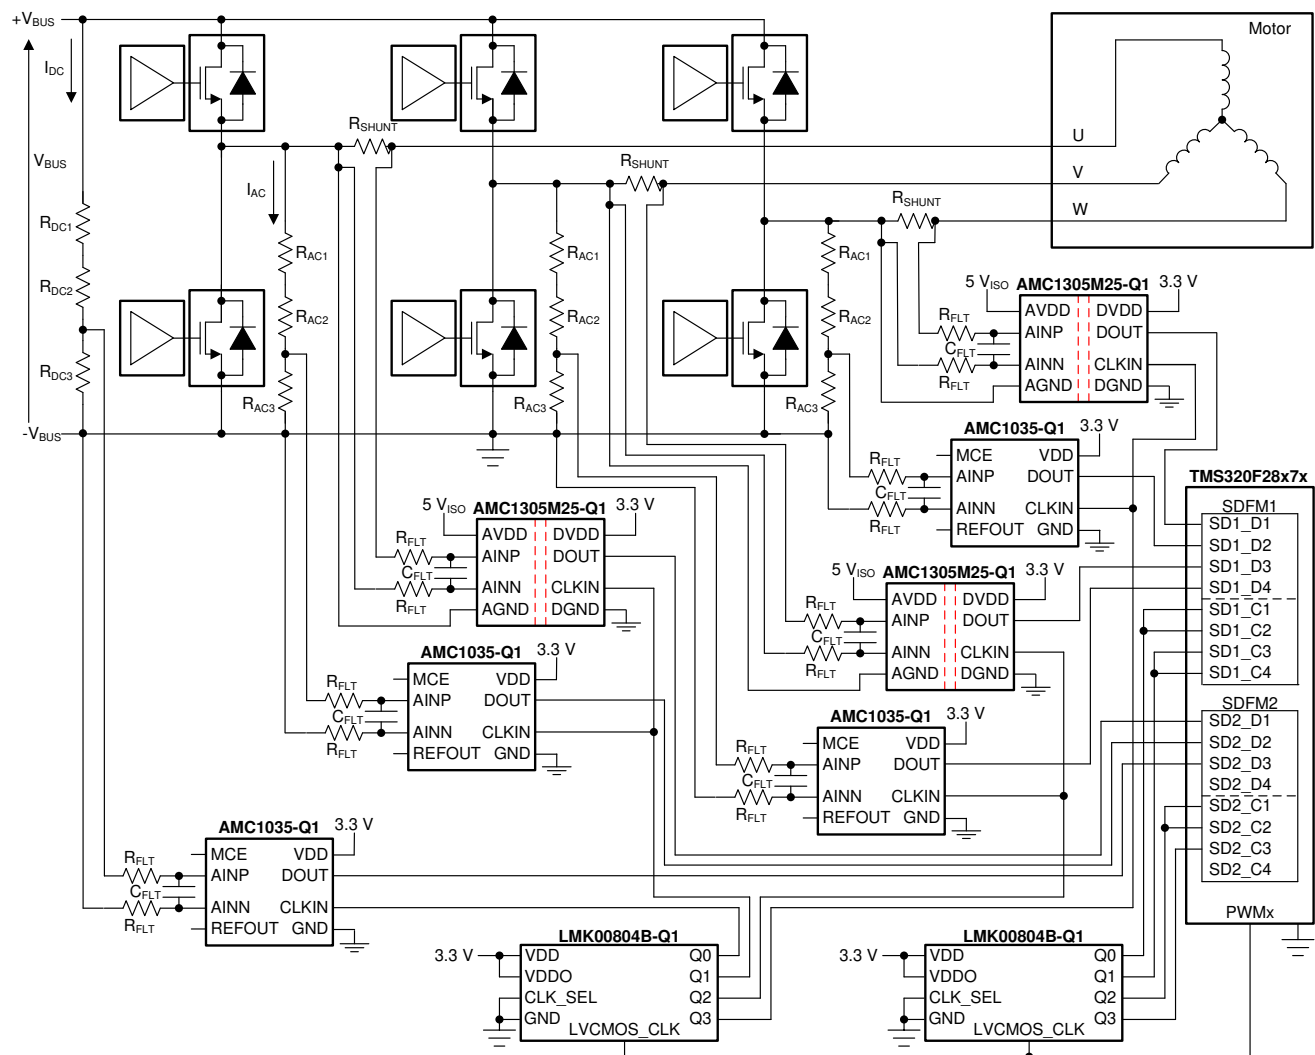 +VBUS
Motor
IDC
RSHUNT
U
VBUS
RSHUNT
V
IAC
RSHUNT
W
RDC1
RAC1
RAC1
RAC1
RDC2
5 VISO
AMC1305M25-Q1
3.3 V
AVDD
DVDD
RFLT
AINP
DOUT
CFLT
RAC2
RAC2
RAC2
AINN
CLKIN
RFLT
AGND
DGND
RDC3
RAC3
RAC3
RAC3
-VBUS
AMC1035-Q1
3.3 V
MCE
VDD
RFLT
AINP
DOUT
CFLT
AINN
CLKIN
RFLT
REFOUT
GND
TMS320F28x7x
SDFM1
SD1_D1
SD1_D2
SD1_D3
SD1_D4
SD1_C1
SD1_C2
SD1_C3
SD1_C4
SDFM2
SD2_D1
SD2_D2
SD2_D3
SD2_D4
SD2_C1
SD2_C2
SD2_C3
SD2_C4
PWMx
5 VISO
AMC1305M25-Q1
3.3 V
AVDD
DVDD
RFLT
AINP
DOUT
CFLT
AINN
CLKIN
RFLT
AGND
DGND
5 VISO
AMC1305M25-Q1
3.3 V
AVDD
DVDD
RFLT
AINP
DOUT
CFLT
AINN
CLKIN
RFLT
AGND
DGND
AMC1035-Q1
3.3 V
MCE
VDD
RFLT
AINP
DOUT
CFLT
AINN
CLKIN
RFLT
REFOUT
GND
AMC1035-Q1
3.3 V
MCE
VDD
RFLT
AINP
DOUT
CFLT
AINN
CLKIN
RFLT
REFOUT
GND
AMC1035-Q1
3.3 V
MCE
VDD
RFLT
AINP
DOUT
CFLT
AINN
CLKIN
RFLT
REFOUT
GND
LMK00804B-Q1
3.3 V
VDD
Q0
VDDO
Q1
CLK_SEL
Q2
GND
Q3
LVCMOS_CLK
LMK00804B-Q1
3.3 V
VDD
Q0
VDDO
Q1
CLK_SEL
Q2
GND
Q3
LVCMOS_CLK